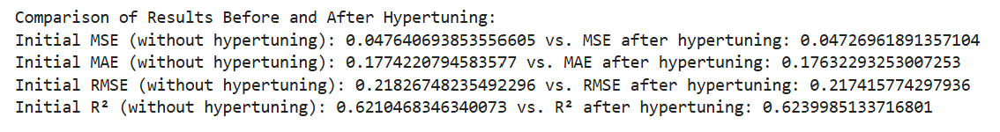 Comparison of Results Before and After Hypertuning:
Initial MSE (without hypertuning): 0.047640693853556605 vs. MSE after hypertuning: 0.04726961891357104
Initial MAE (without hypertuning): 0.1774220794583577 vs. MAE after hypertuning: 0.17632293253007253
Initial RMSE (without hypertuning): 0.21826748235492296 vs. RMSE after hypertuning: 0.217415774297936
Initial R² (without hypertuning): 0.6210468346340073 vs. R² after hypertuning: 0.6239985133716801